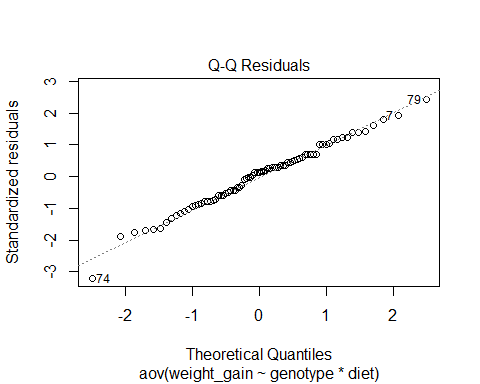 Q-Q Residuals
Standardized residuals
3
2
1
0
-1
-2
-3
79
7
74
-2 -1 0 1 2
Theoretical Quantiles
aov(weight_gain ~ genotype * diet)